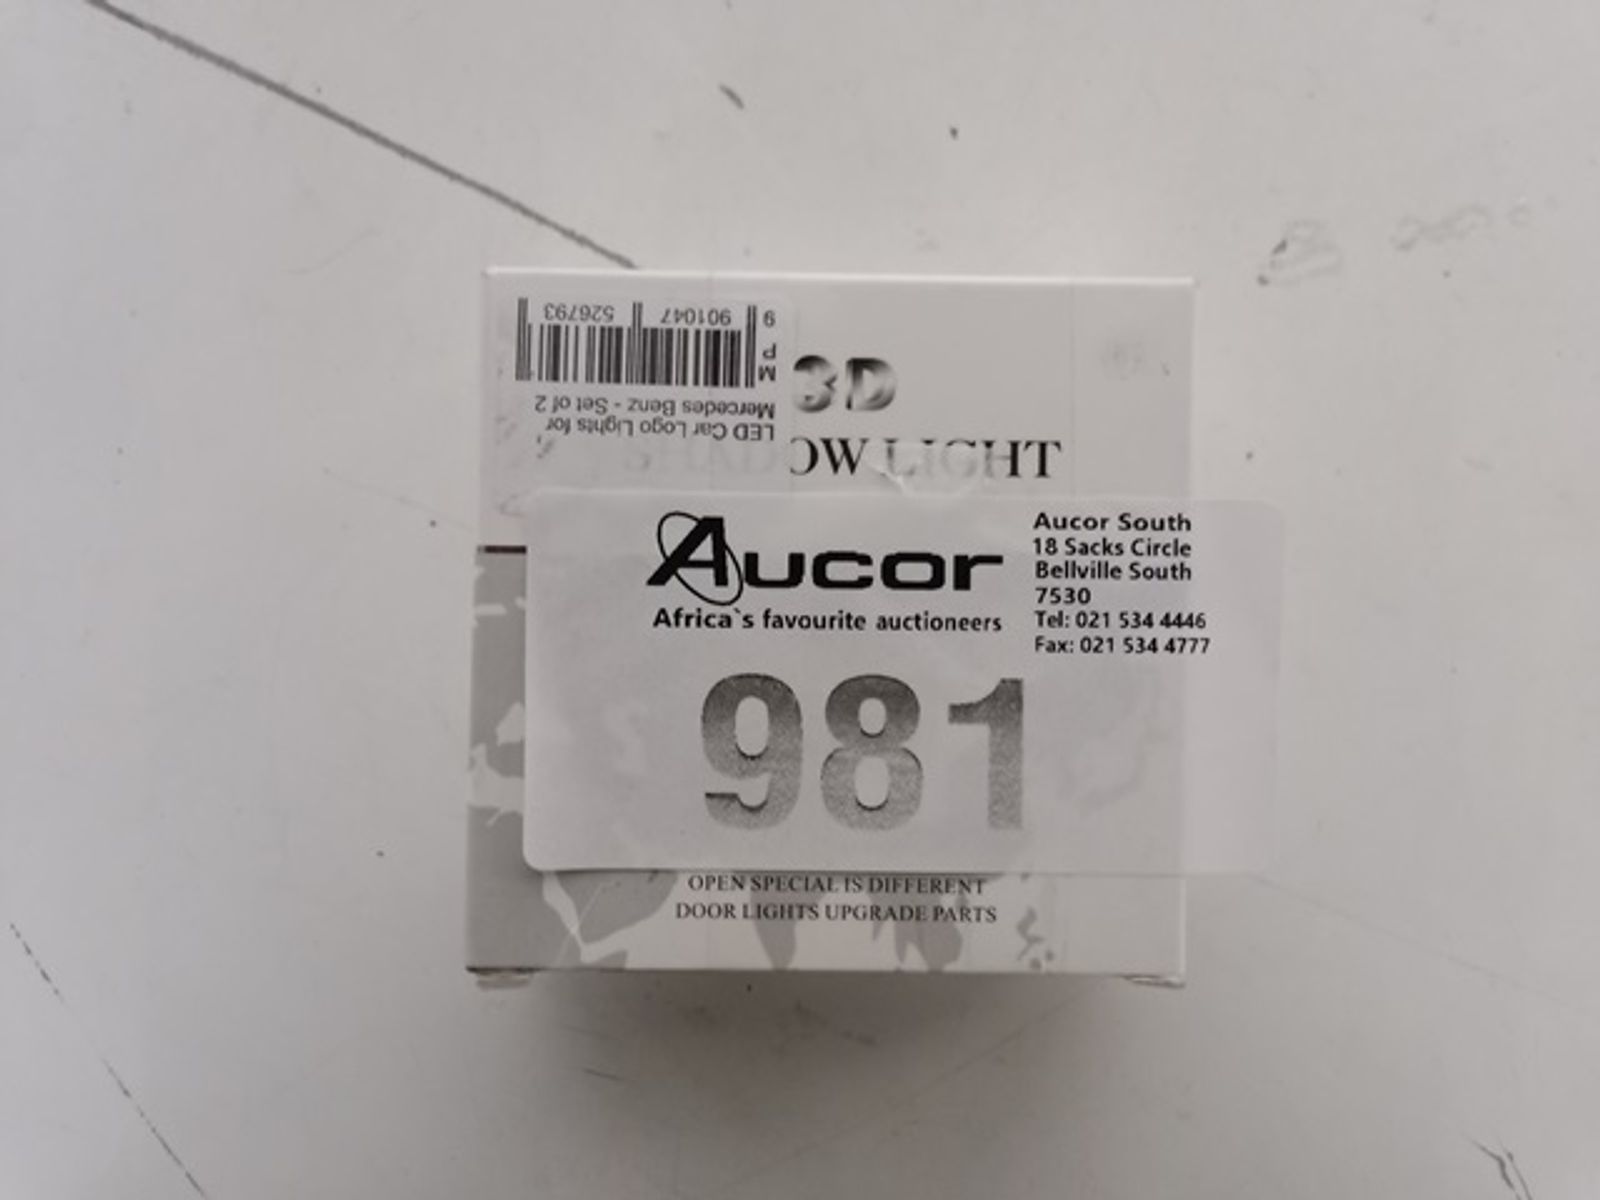 9 901047 526793
M P
LED Car Logo Lights for
Mercedes Benz - Set of 2
3D
SHADOW LIGHT
Aucor
Africa`s favourite auctioneers
Aucor South
18 Sacks Circle
Bellville South
7530
Tel: 021 534 4446
Fax: 021 534 4777
981
OPEN SPECIAL IS DIFFERENT
DOOR LIGHTS UPGRADE PARTS